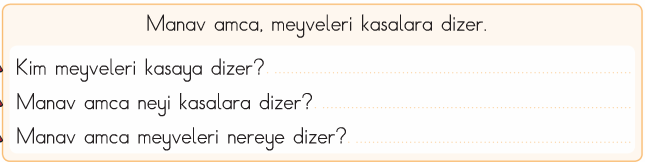 Manav amca, meyveleri kasalara dizer.
Kim meyveleri kasaya dizer?
Manav amca neyi kasalara dizer?
Manav amca meyveleri nereye dizer?